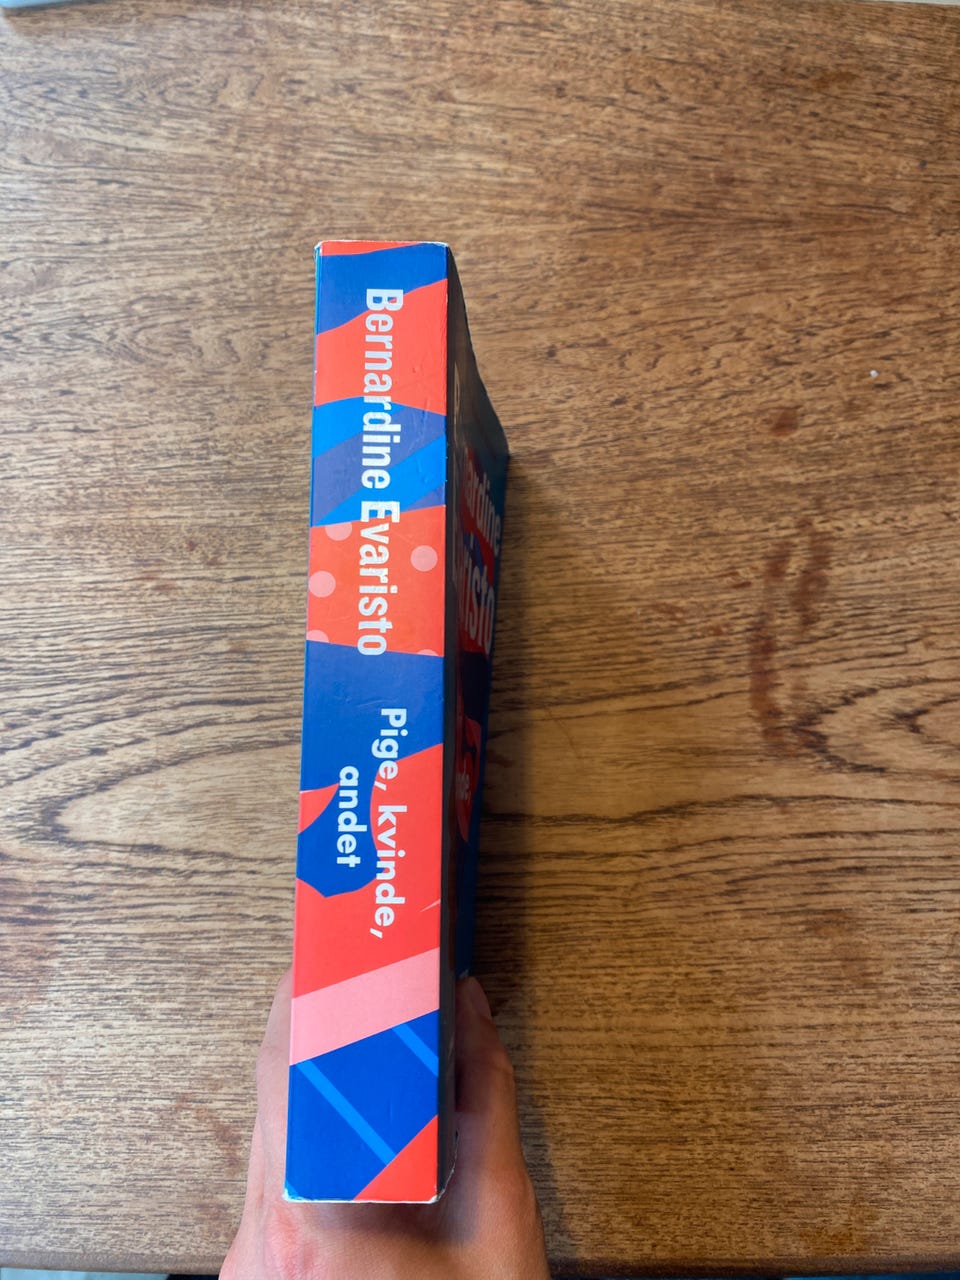 Bernardine Evaristo
Pige, kvinde,
andet